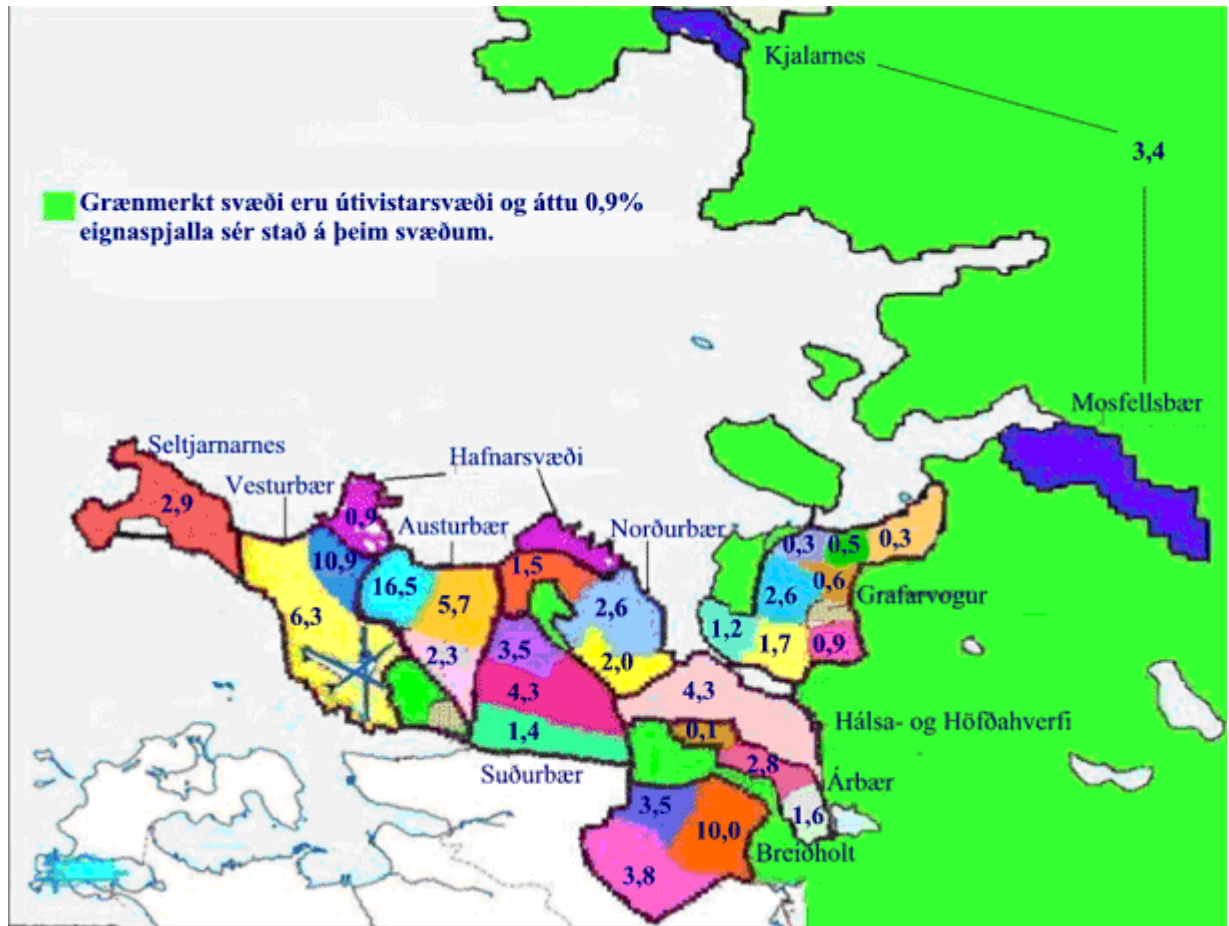 Kjalarnes
3,4
Grænmerkt svæði eru útivistarsvæði og áttu 0,9%
eignaspjalla sér stað á þeim svæðum.
Mosfellsbær
Seltjarnarnes
Hafnarsvæði
Vesturbær
2,9
0,9
Austurbær
Norðurbær
10,9
16,5
1,5
0,3
0,5
0,3
6,3
5,7
2,6
2,6
0,6
Grafarvogur
1,2
1,7
0,9
2,3
3,5
2,0
4,3
4,3
0,1
Hálsa- og Höfðahverfi
1,4
2,8
Suðurbær
Árbær
3,5
10,0
1,6
Breiðholt
3,8